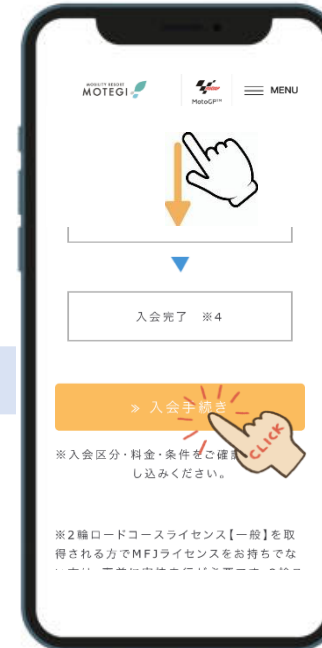 MOBILITY RESORT
MOTEGI
MotoGP™
MENU
入会完了　※4
» 入会手続き
CLICK
※入会区分・料金・条件をご確
し込みください。
※2輪ロードコースライセンス【一般】を取
得される方でMFJライセンスをお持ちでな